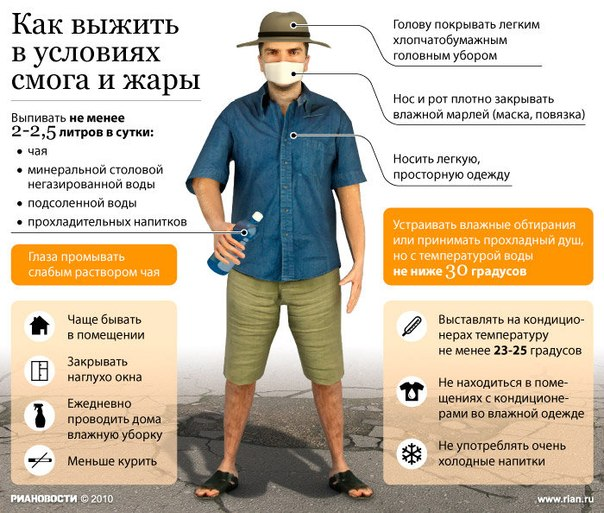 Как выжить
в условиях
смога и жары
Выпивать не менее
2-2,5 литров в сутки:
• чая
• минеральной столовой
негазированной воды
• подсоленной воды
• прохладительных напитков
Глаза промывать
слабым раствором чая
Чаще бывать
в помещении
Закрывать
наглухо окна
Ежедневно
проводить дома
влажную уборку
Меньше курить
Голову покрывать легким
хлопчатобумажным
головным убором
Нос и рот плотно закрывать
влажной марлей (маска, повязка)
Носить легкую,
просторную одежду
Устраивать влажные обтирания
или принимать прохладный душ,
но с температурой воды
не ниже 30 градусов
Выставлять на кондицио-
нерах температуру
не менее 23-25 градусов
Не находиться в поме-
щениях с кондиционе-
рами во влажной одежде
Не употреблять очень
холодные напитки
РИАНОВОСТИ © 2010
www.rian.ru